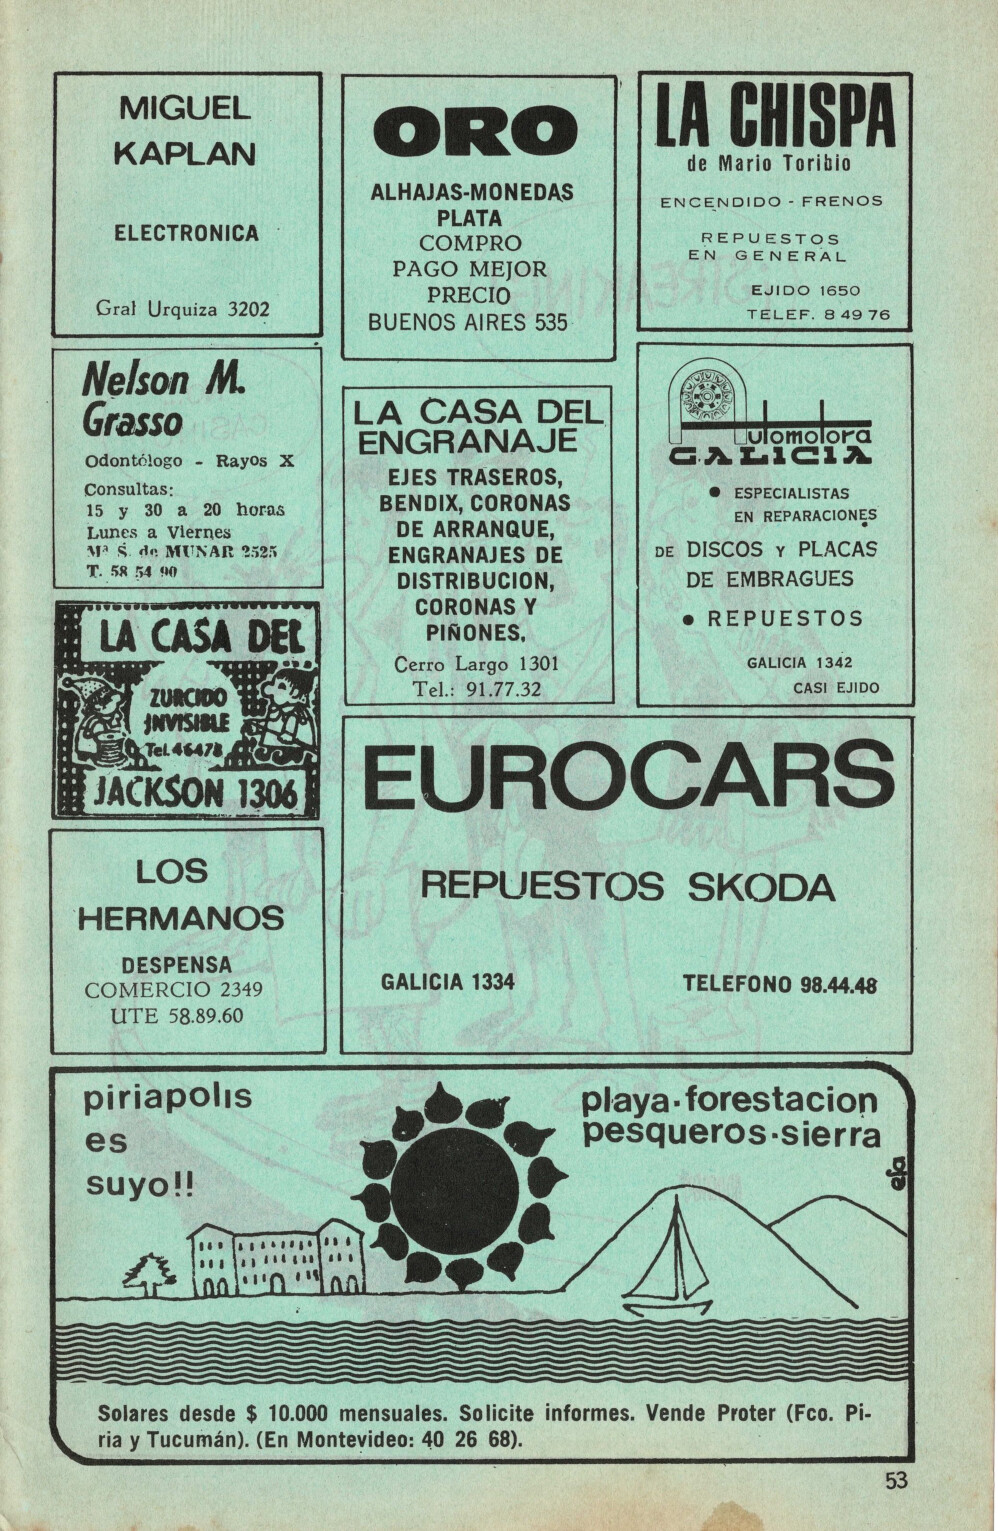 MIGUEL
KAPLAN
ELECTRONICA
Gral Urquiza 3202
ORO
ALHAJAS-MONEDAS
PLATA
COMPRO
PAGO MEJOR
PRECIO
BUENOS AIRES 535
LA CHISPA
de Mario Toribio
ENCENDIDO - FRENOS
REPUESTOS
EN GENERAL
EJIDO 1650
TELEF. 8 49 76
Nelson M.
Grasso
Odontólogo - Rayos X
Consultas:
15 y 30 a 20 horas
Lunes a Viernes
Mª S. de MUNAR 2525
T. 58 54 90
LA CASA DEL
ENGRANAJE
EJES TRASEROS,
BENDIX, CORONAS
DE ARRANQUE,
ENGRANAJES DE
DISTRIBUCION,
CORONAS Y
PIÑONES.
Cerro Largo 1301
Tel.: 91.77.32
Automotora
GALICIA
• ESPECIALISTAS
EN REPARACIONES
DE DISCOS Y PLACAS
DE EMBRAGUES
• REPUESTOS
GALICIA 1342
CASI EJIDO
LA CASA DEL
ZURCIDO
INVISIBLE
Tel. 46478
JACKSON 1306
EUROCARS
REPUESTOS SKODA
GALICIA 1334 TELEFONO 98.44.48
LOS
HERMANOS
DESPENSA
COMERCIO 2349
UTE 58.89.60
piriapolis
es
suyo!!
playa·forestacion
pesqueros·sierra
Solares desde $ 10.000 mensuales. Solicite informes. Vende Proter (Fco. Pi-
ria y Tucumán). (En Montevideo: 40 26 68).
53